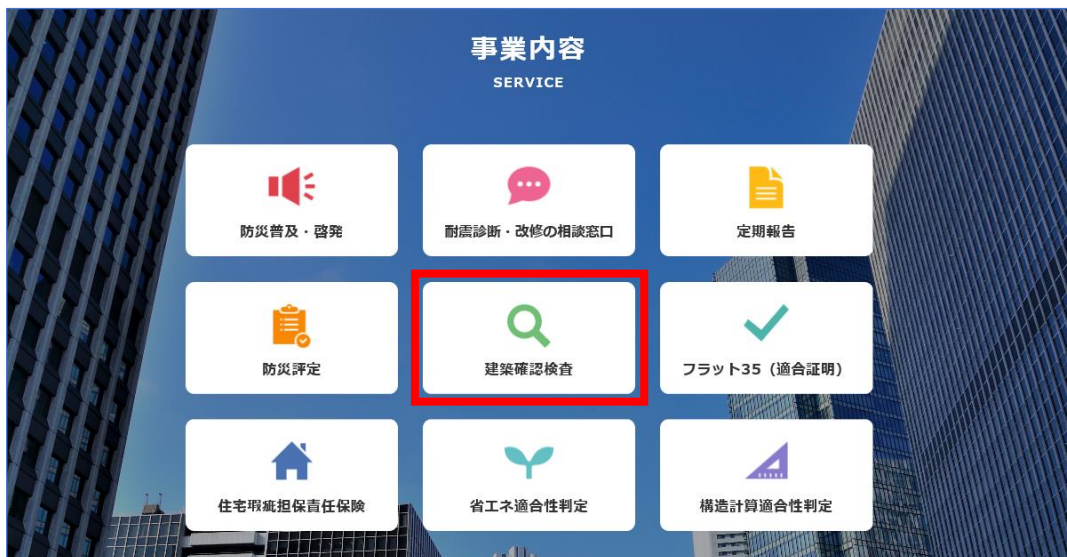 事業内容
SERVICE
防災普及・啓発
耐震診断・改修の相談窓口
定期報告
防災評定
建築確認検査
フラット35（適合証明）
住宅瑕疵担保責任保険
省エネ適合性判定
構造計算適合性判定